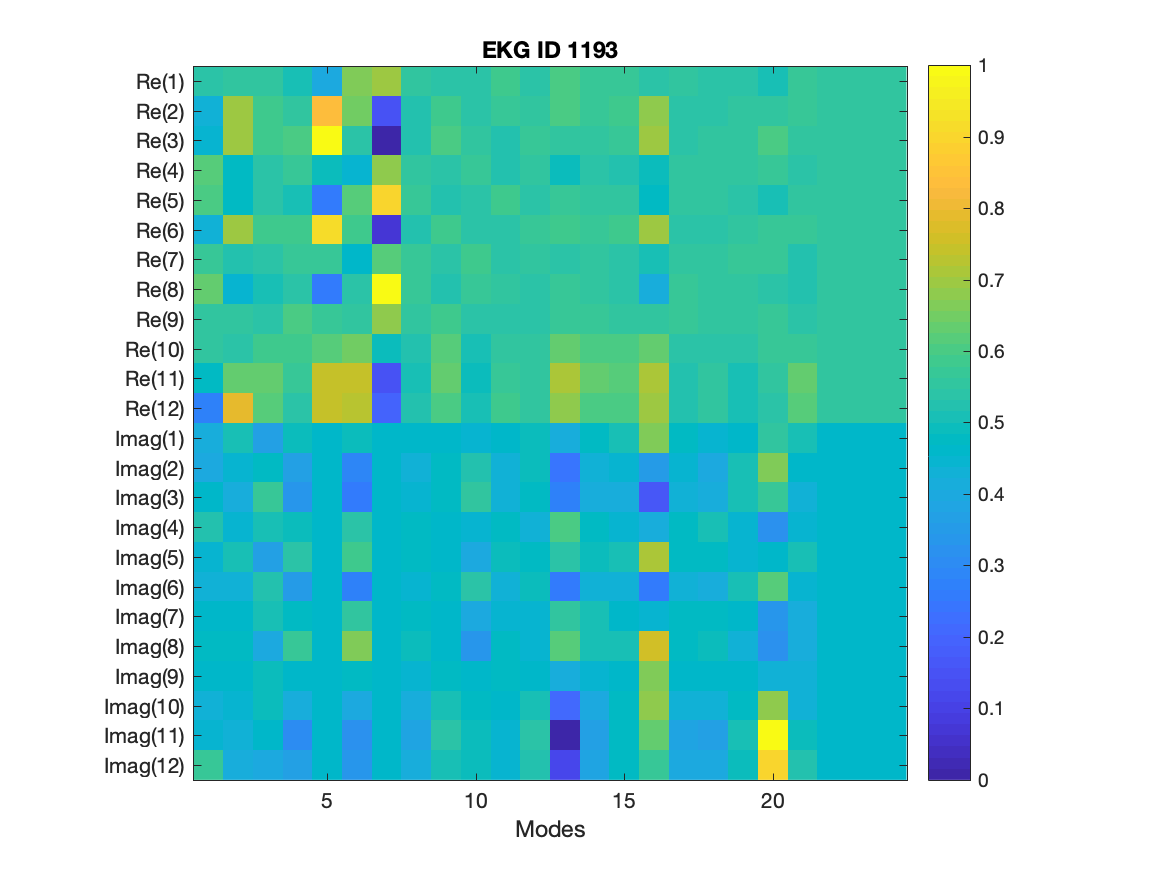 EKG ID 1193
Re(1)
Re(2)
Re(3)
Re(4)
Re(5)
Re(6)
Re(7)
Re(8)
Re(9)
Re(10)
Re(11)
Re(12)
Imag(1)
Imag(2)
Imag(3)
Imag(4)
Imag(5)
Imag(6)
Imag(7)
Imag(8)
Imag(9)
Imag(10)
Imag(11)
Imag(12)
5 10 15 20
Modes
1
0.9
0.8
0.7
0.6
0.5
0.4
0.3
0.2
0.1
0